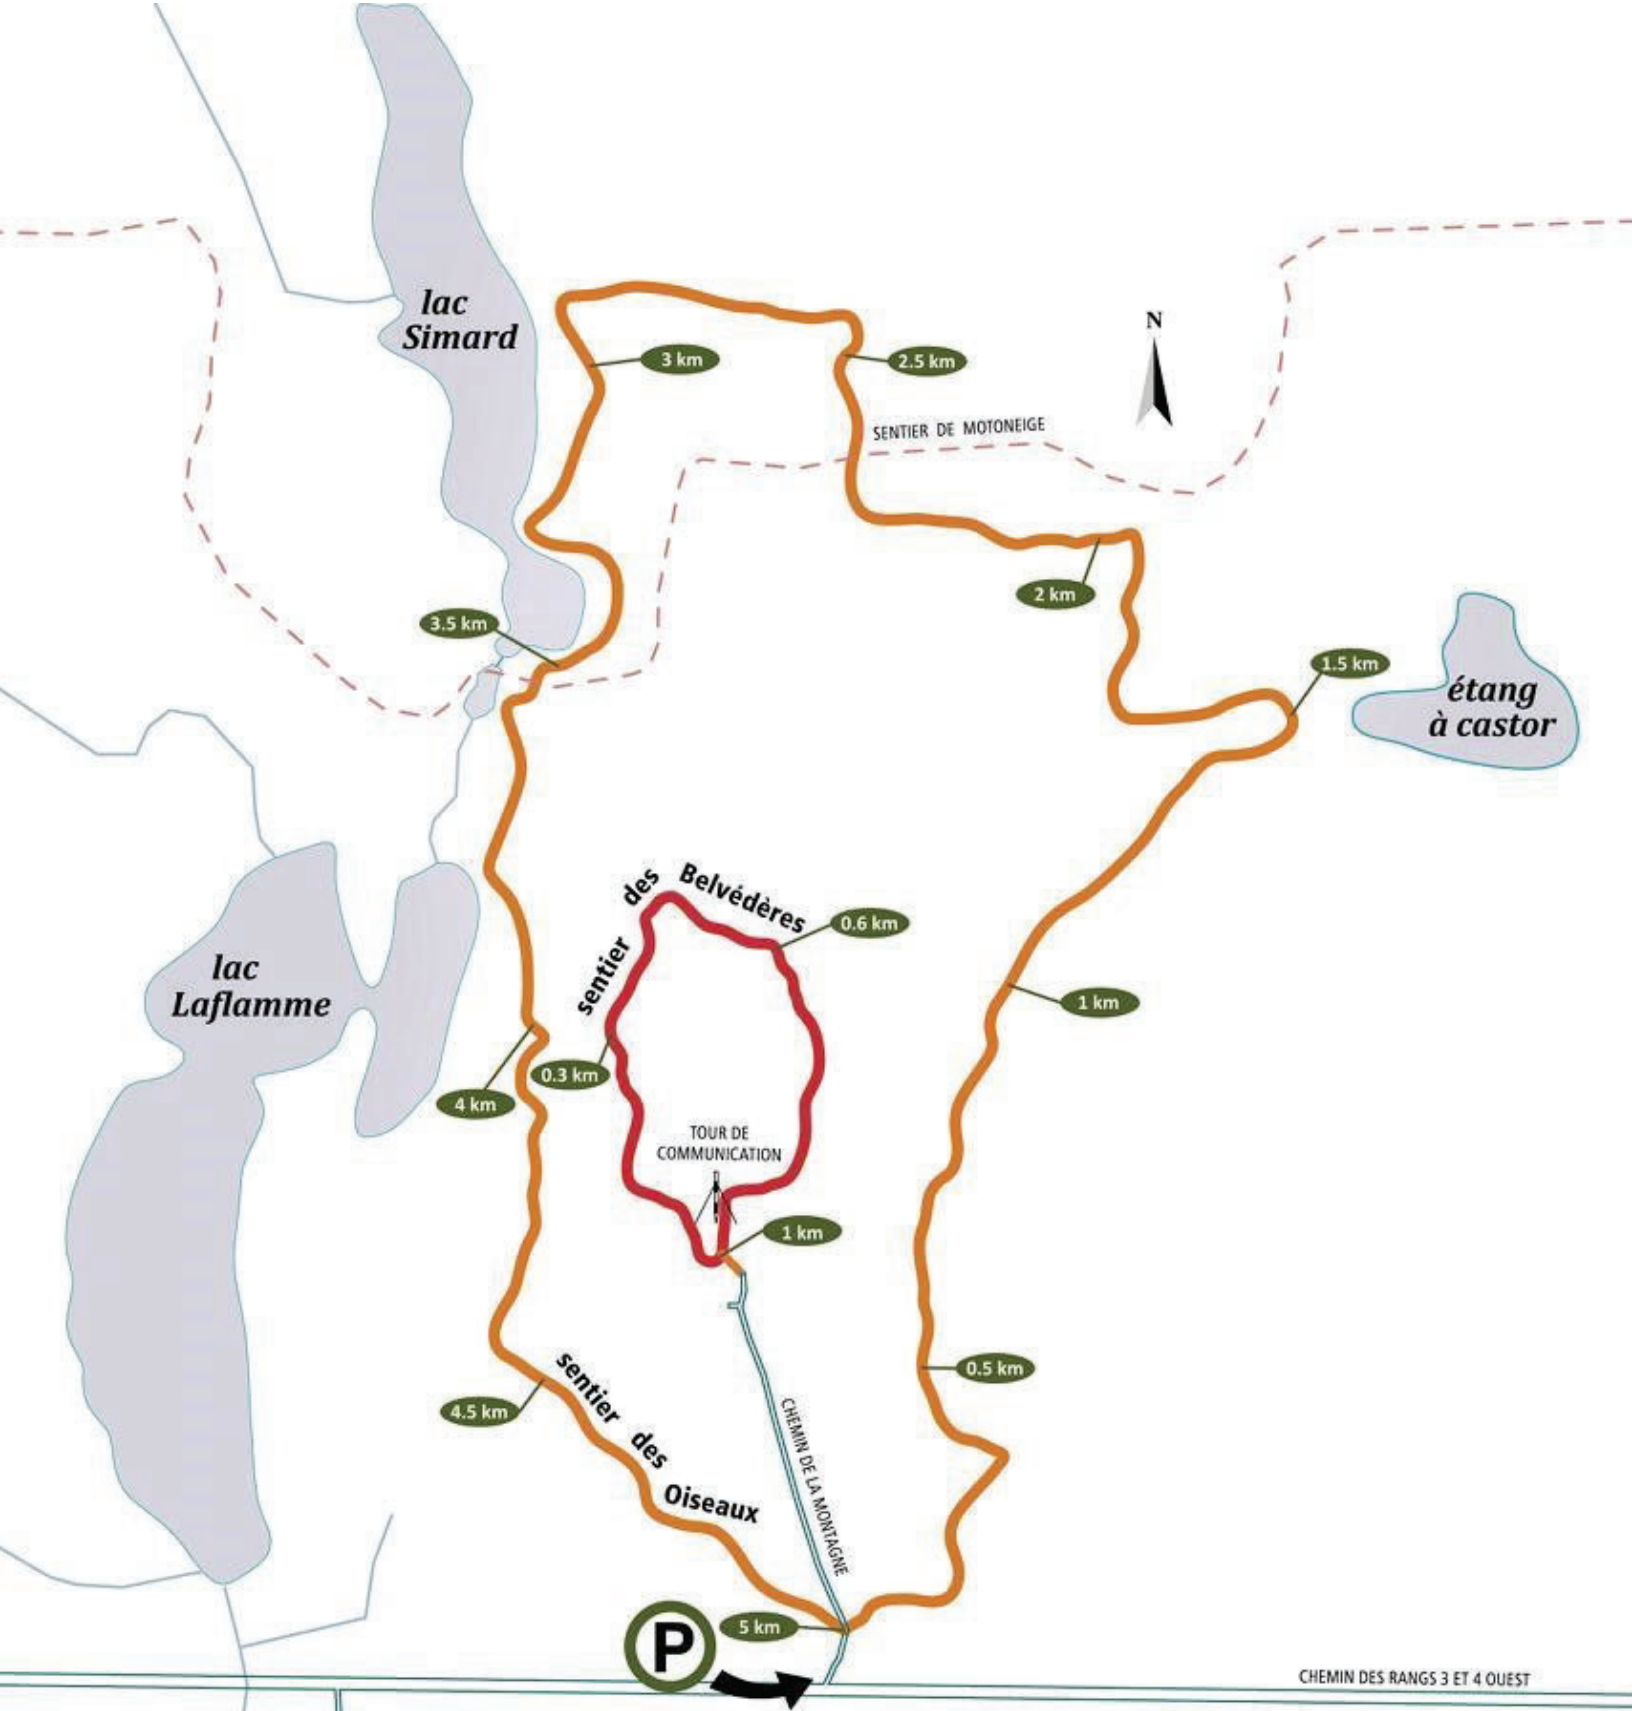 lac
Simard
N
3 km
2.5 km
SENTIER DE MOTONEIGE
2 km
3.5 km
1.5 km
étang
à castor
sentier des Belvédères
0.6 km
lac
Laflamme
1 km
0.3 km
4 km
TOUR DE
COMMUNICATION
1 km
0.5 km
4.5 km
sentier des Oiseaux
CHEMIN DE LA MONTAGNE
5 km
P
CHEMIN DES RANGS 3 ET 4 OUEST